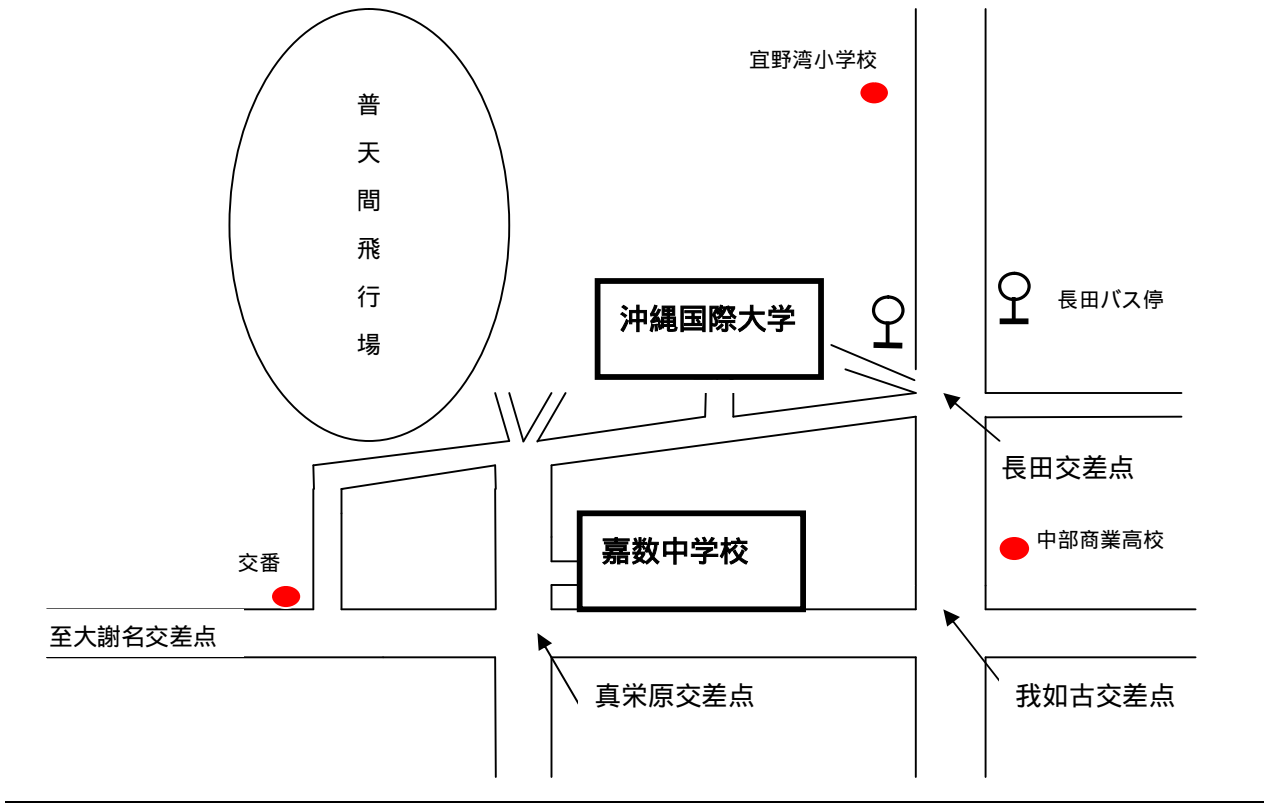 宜野湾小学校
普天間飛行場
沖縄国際大学
長田バス停
長田交差点
嘉数中学校
中部商業高校
交番
至大謝名交差点
真栄原交差点
我如古交差点